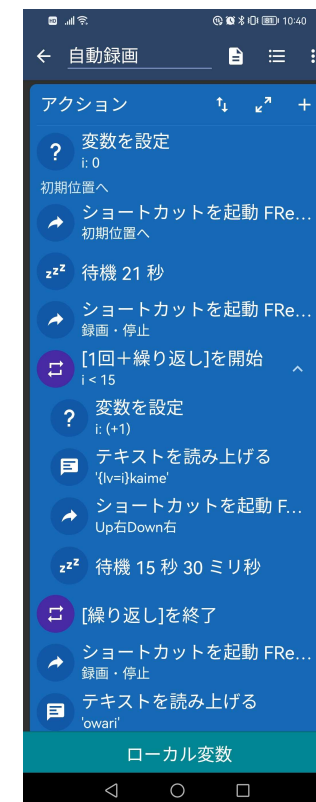 10:40
自動録画
アクション
変数を設定
i: 0
初期位置へ
ショートカットを起動 FRe...
初期位置へ
zzz 待機 21 秒
ショートカットを起動 FRe...
録画・停止
[1回＋繰り返し]を開始
i < 15
変数を設定
i: (+1)
テキストを読み上げる
'{lv=i}kaime'
ショートカットを起動 F...
Up右Down右
zzz 待機 15 秒 30 ミリ秒
[繰り返し]を終了
ショートカットを起動 FRe...
録画・停止
テキストを読み上げる
'owari'
ローカル変数